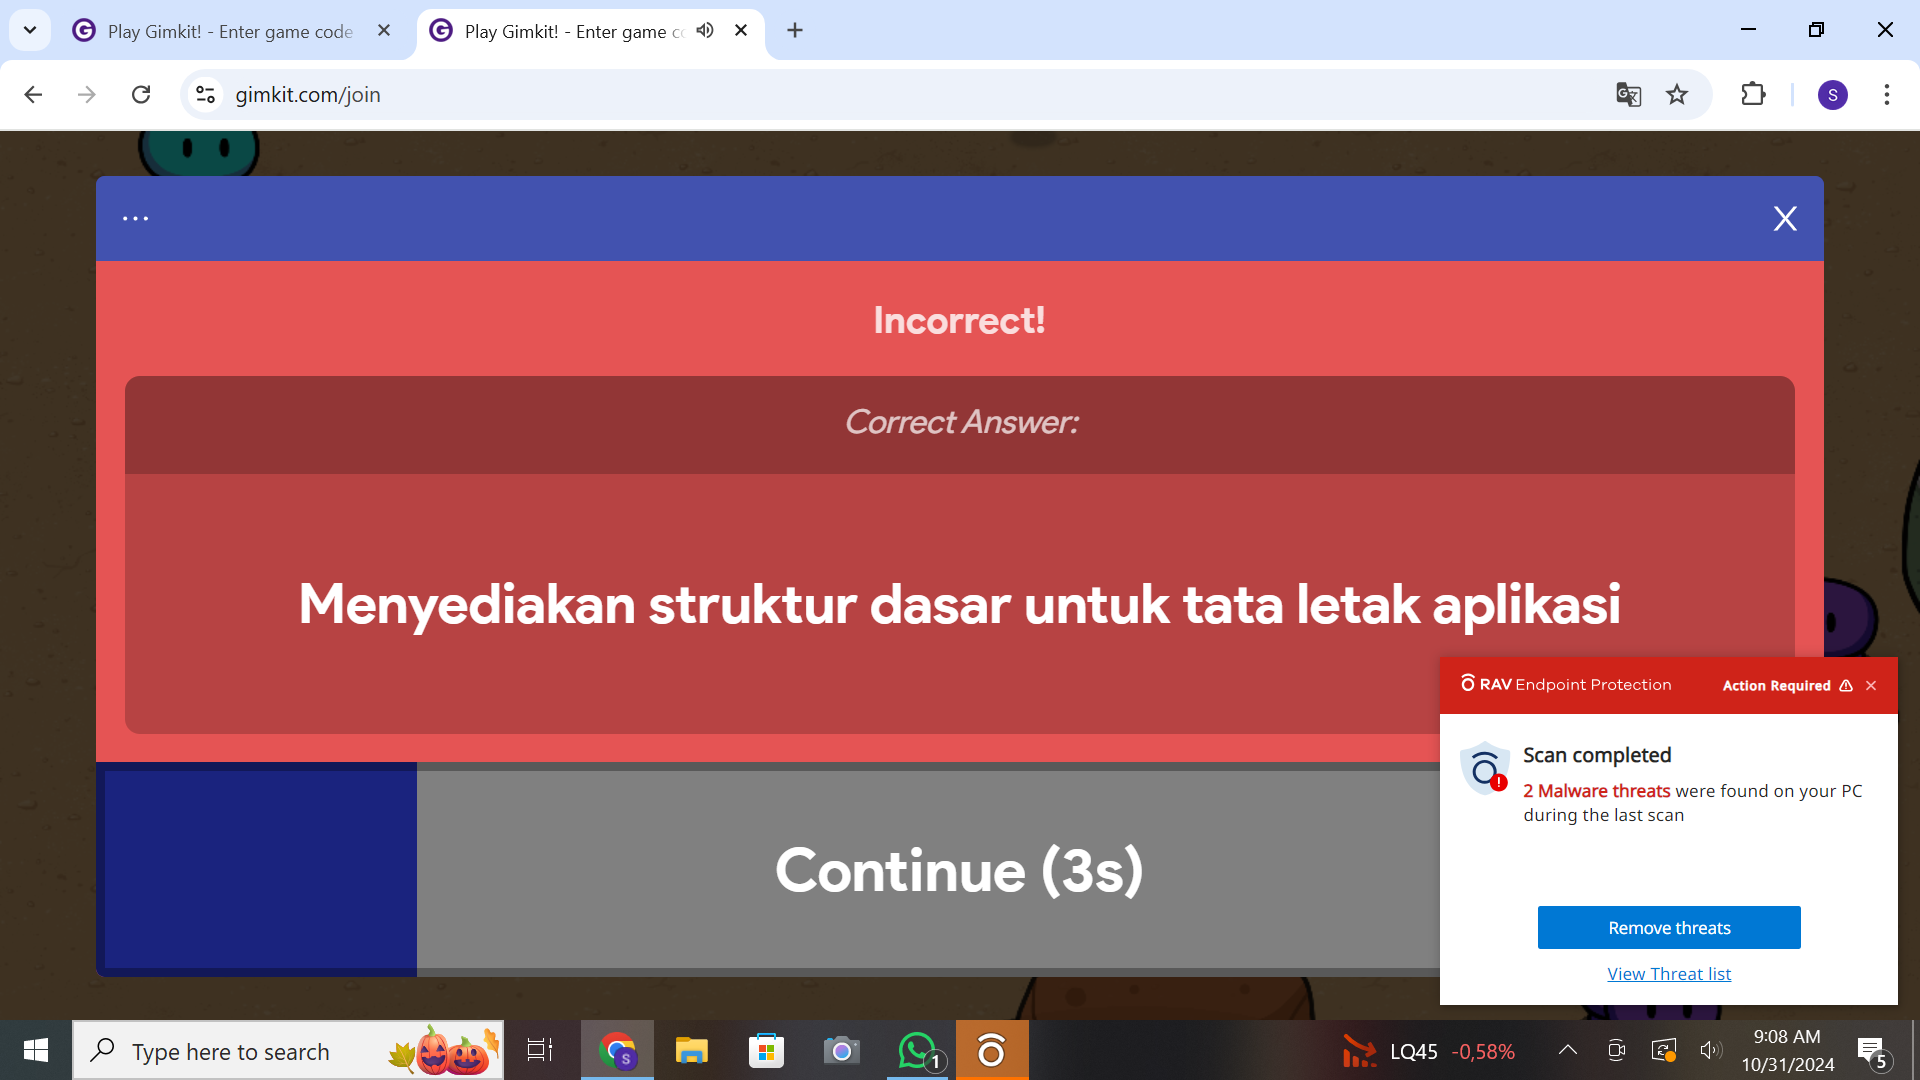 Play Gimkit! - Enter game code
Play Gimkit! - Enter game co
gimkit.com/join
S
...
X
Incorrect!
Correct Answer:
Menyediakan struktur dasar untuk tata letak aplikasi
Continue (3s)
RAV Endpoint Protection
Action Required
Scan completed
2 Malware threats were found on your PC
during the last scan
Remove threats
View Threat list
Type here to search
S
1
LQ45 -0,58%
9:08 AM
10/31/2024
5